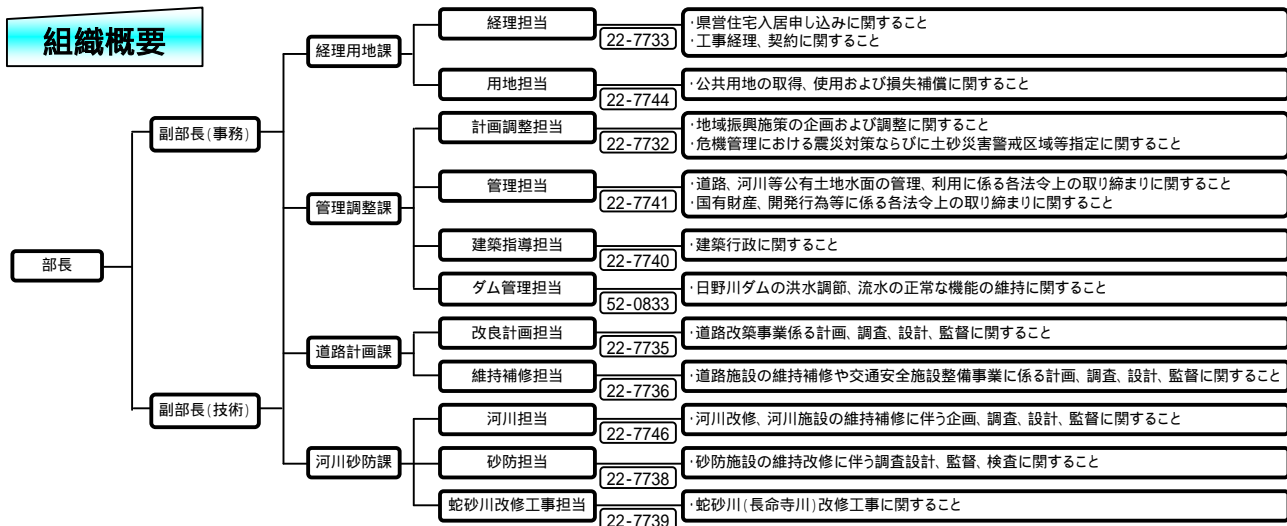 組織概要
部長
副部長(事務)
副部長(技術)
経理用地課
経理担当
22-7733
・県営住宅入居申し込みに関すること
・工事経理、契約に関すること
用地担当
22-7744
・公共用地の取得、使用および損失補償に関すること
管理調整課
計画調整担当
22-7732
・地域振興施策の企画および調整に関すること
・危機管理における震災対策ならびに土砂災害警戒区域等指定に関すること
管理担当
22-7741
・道路、河川等公有土地水面の管理、利用に係る各法令上の取り締まりに関すること
・国有財産、開発行為等に係る各法令上の取り締まりに関すること
建築指導担当
22-7740
・建築行政に関すること
ダム管理担当
52-0833
・日野川ダムの洪水調節、流水の正常な機能の維持に関すること
道路計画課
改良計画担当
22-7735
・道路改築事業係る計画、調査、設計、監督に関すること
維持補修担当
22-7736
・道路施設の維持補修や交通安全施設整備事業に係る計画、調査、設計、監督に関すること
河川砂防課
河川担当
22-7746
・河川改修、河川施設の維持補修に伴う企画、調査、設計、監督に関すること
砂防担当
22-7738
・砂防施設の維持改修に伴う調査設計、監督、検査に関すること
蛇砂川改修工事担当
22-7739
・蛇砂川(長命寺川)改修工事に関すること